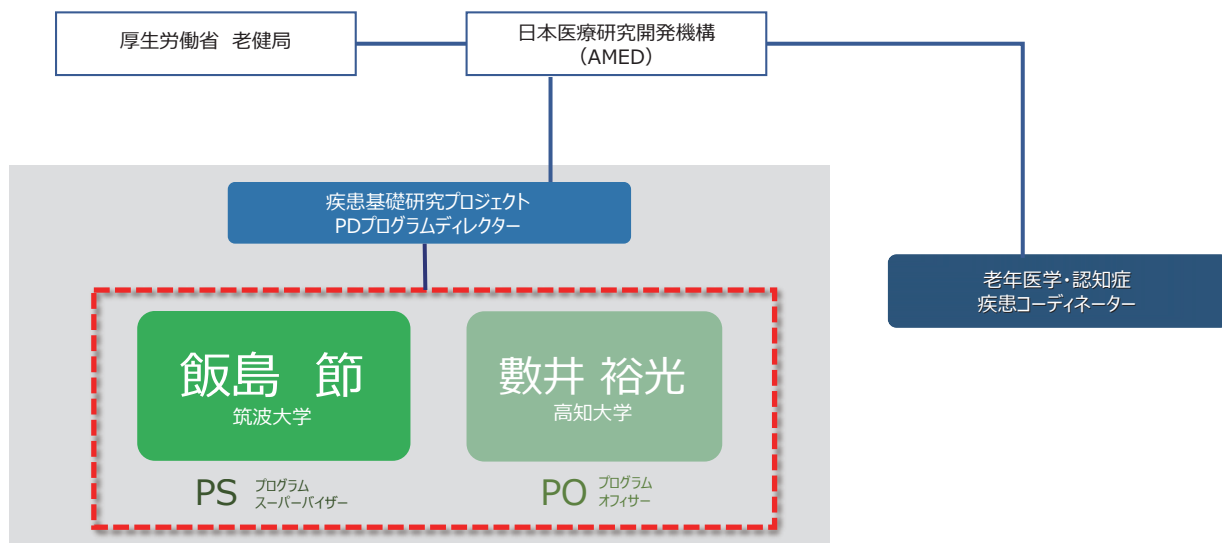 厚生労働省 老健局
日本医療研究開発機構
（AMED）
疾患基礎研究プロジェクト
PDプログラムディレクター
老年医学・認知症
疾患コーディネーター
飯島 節
筑波大学
數井 裕光
高知大学
PS プログラム
スーパーバイザー
PO プログラム
オフィサー